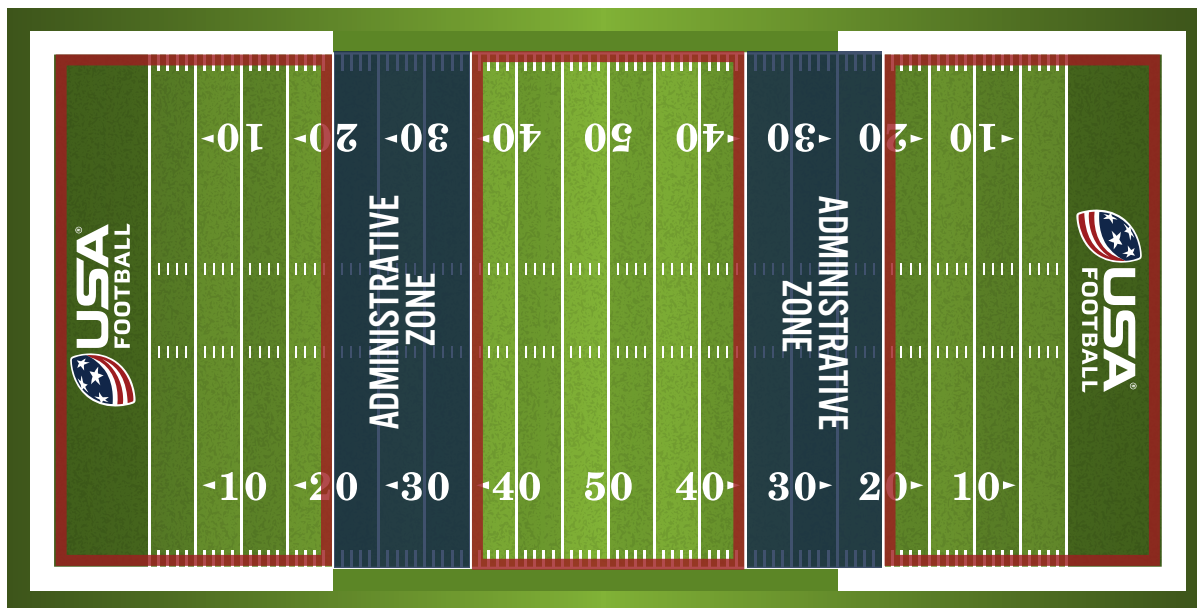 ◄10 ◄20 ◄30 ◄40 50 40► 30► 20► 10►
USA®
FOOTBALL
ADMINISTRATIVE
ZONE
ADMINISTRATIVE
ZONE
USA®
FOOTBALL
◄10 ◄20 ◄30 ◄40 50 40► 30► 20► 10►